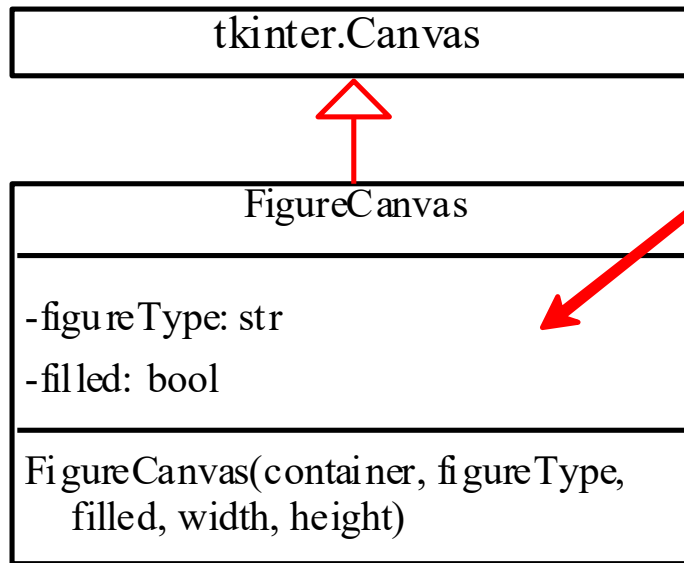 tkinter.Canvas
FigureCanvas
-figureType: str
-filled: bool
FigureCanvas(container, figureType,
filled, width, height)